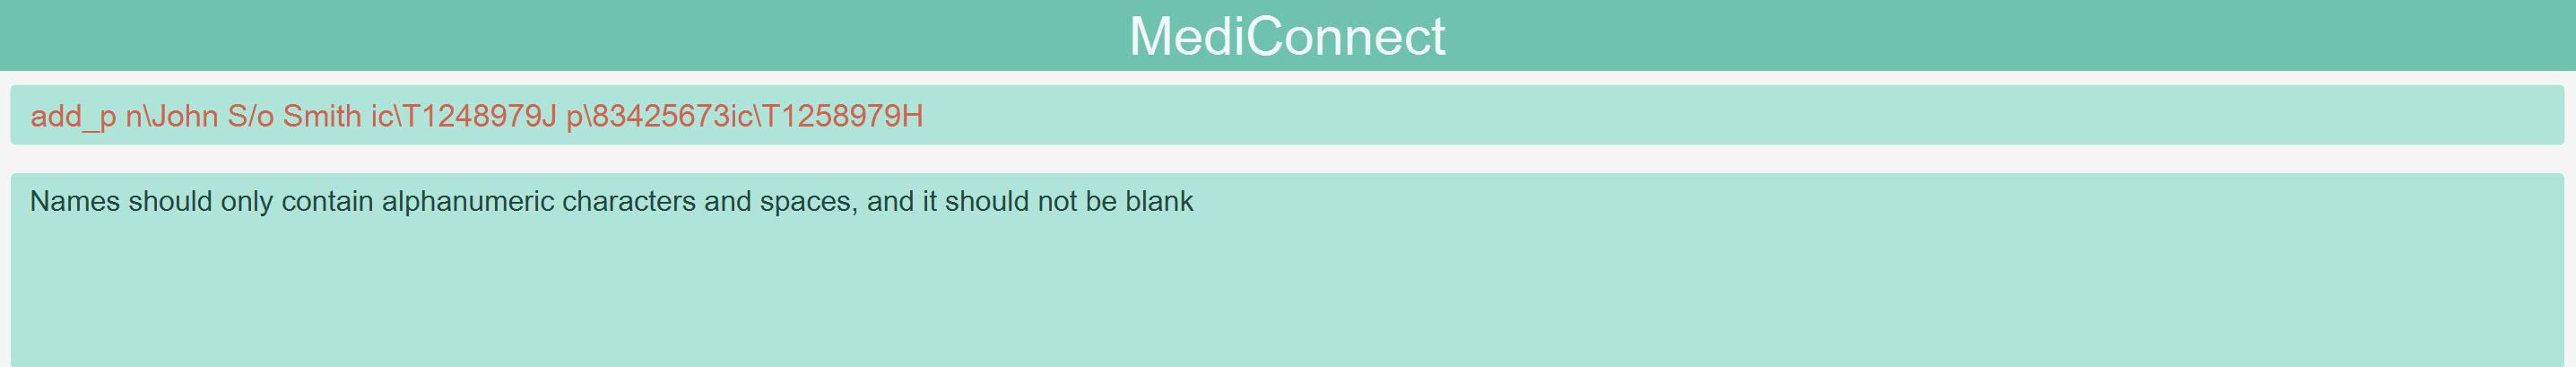 MediConnect
add_p n\John S/o Smith ic\T1248979J p\83425673ic\T1258979H
Names should only contain alphanumeric characters and spaces, and it should not be blank